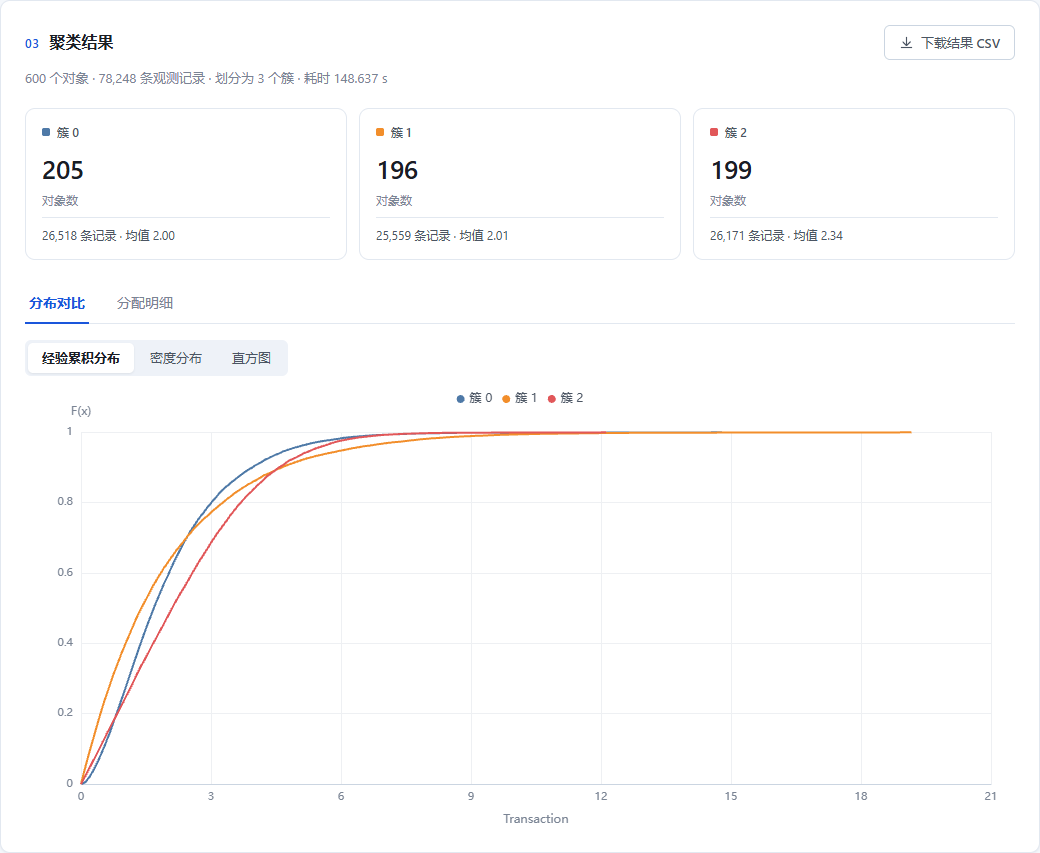 03 聚类结果
下载结果 CSV
600 个对象 · 78,248 条观测记录 · 划分为 3 个簇 · 耗时 148.637 s
簇 0
205
对象数
26,518 条记录 · 均值 2.00
簇 1
196
对象数
25,559 条记录 · 均值 2.01
簇 2
199
对象数
26,171 条记录 · 均值 2.34
分布对比 分配明细
经验累积分布 密度分布 直方图
簇 0 簇 1 簇 2
F(x)
1
0.8
0.6
0.4
0.2
0
0 3 6 9 12 15 18 21
Transaction